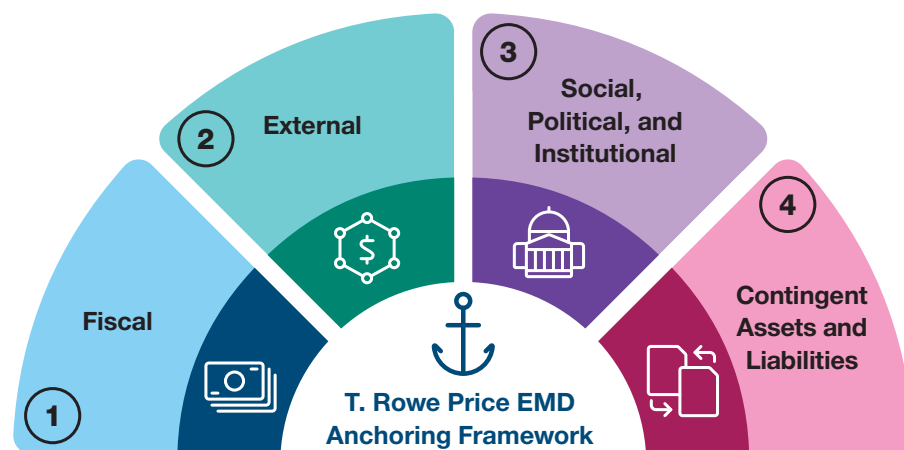 1
Fiscal
2
External
3
Social,
Political, and
Institutional
4
Contingent
Assets and
Liabilities
$
T. Rowe Price EMD
Anchoring Framework